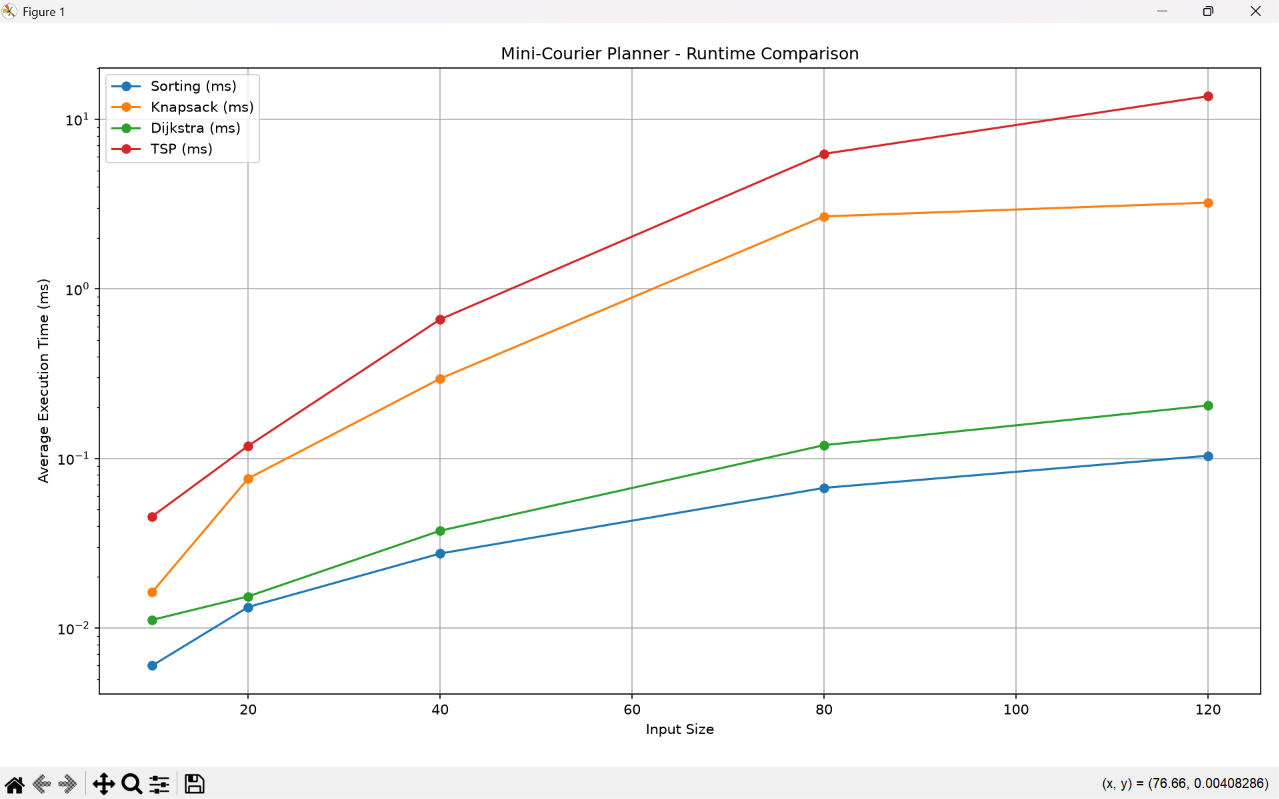 Figure 1
Mini-Courier Planner - Runtime Comparison
Sorting (ms)
Knapsack (ms)
Dijkstra (ms)
TSP (ms)
Average Execution Time (ms)
10¹
10⁰
10⁻¹
10⁻²
20 40 60 80 100 120
Input Size
(x, y) = (76.66, 0.00408286)